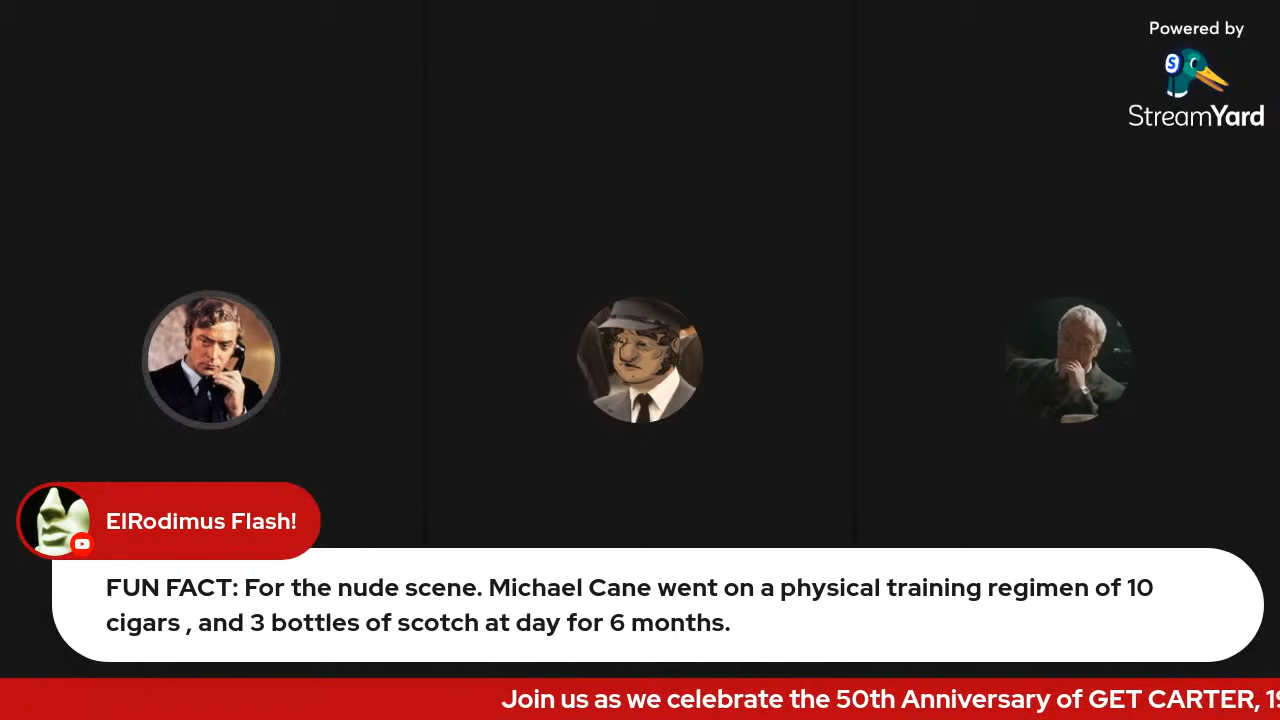 Powered by
S
StreamYard
ElRodimus Flash!
FUN FACT: For the nude scene. Michael Cane went on a physical training regimen of 10
cigars , and 3 bottles of scotch at day for 6 months.
Join us as we celebrate the 50th Anniversary of GET CARTER, 19